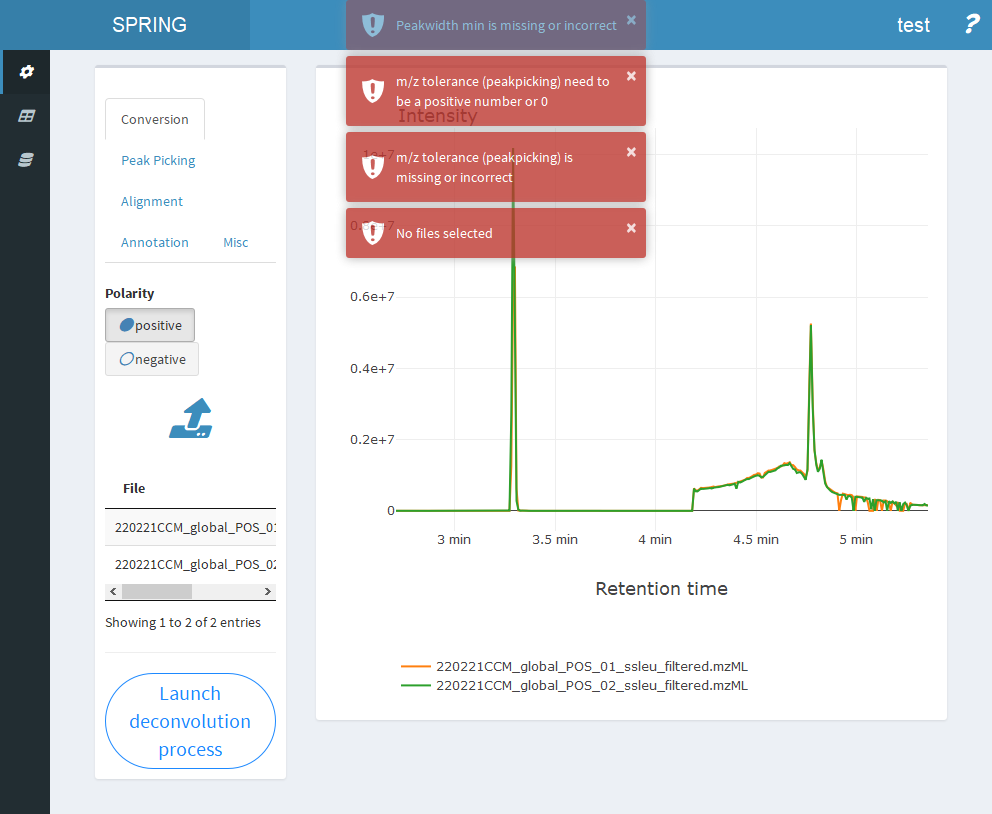 SPRING
test
?
Peakwidth min is missing or incorrect ×
m/z tolerance (peakpicking) need to ×
be a positive number or 0
m/z tolerance (peakpicking) is ×
missing or incorrect
No files selected ×
Conversion
Peak Picking
Alignment
Annotation Misc
Polarity
positive
negative
File
220221CCM_global_POS_01
220221CCM_global_POS_02
Showing 1 to 2 of 2 entries
Launch
deconvolution
process
Intensity
1e+7
0.8e+7
0.6e+7
0.4e+7
0.2e+7
0
3 min 3.5 min 4 min 4.5 min 5 min
Retention time
220221CCM_global_POS_01_ssleu_filtered.mzML
220221CCM_global_POS_02_ssleu_filtered.mzML